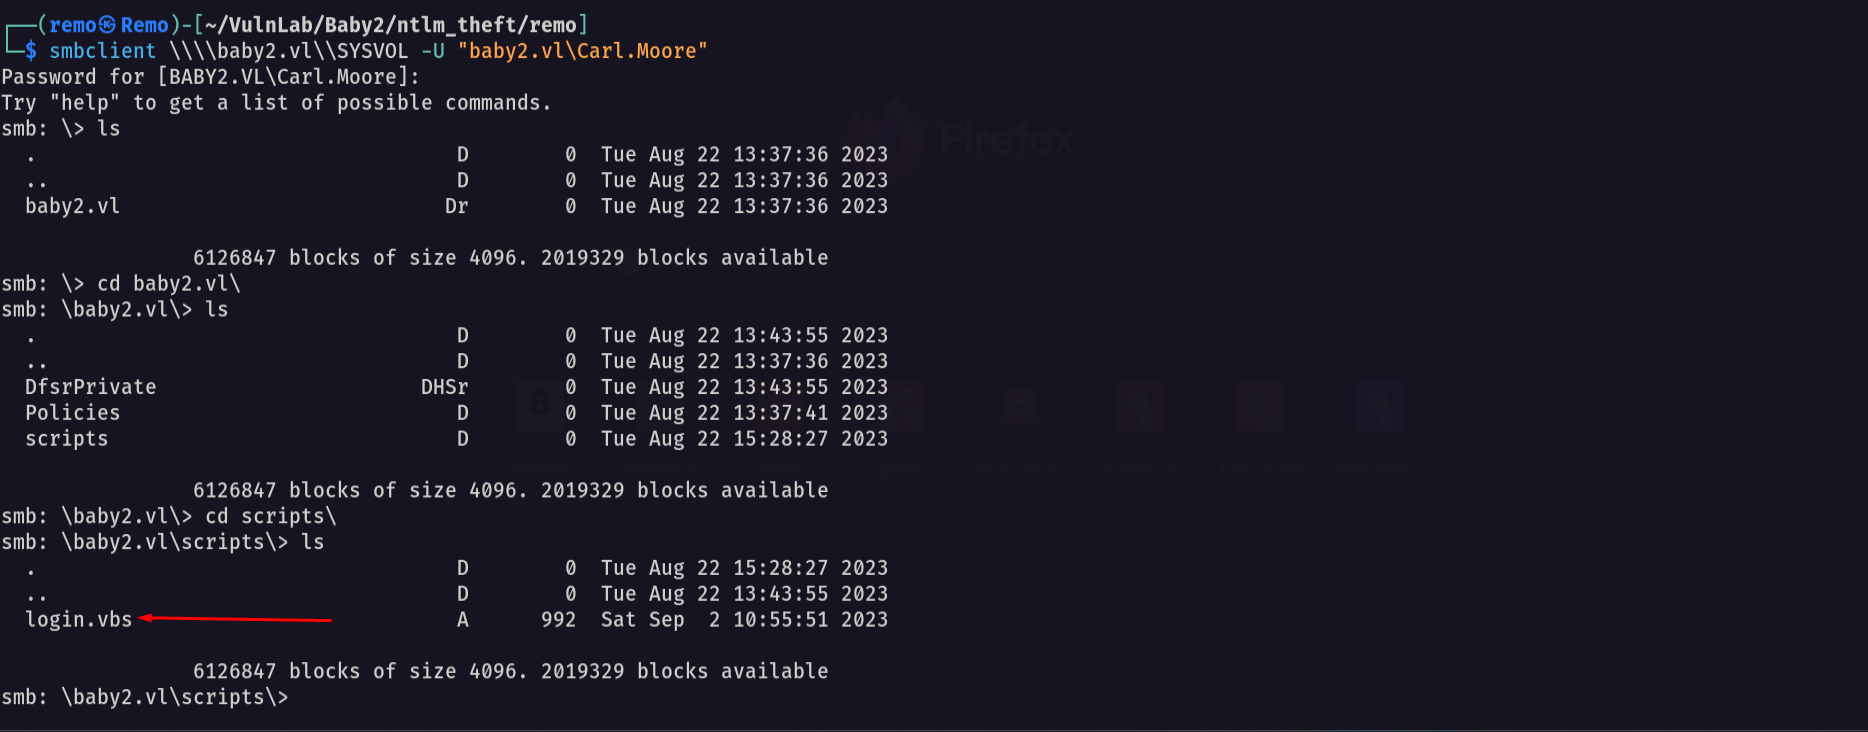 ┌──(remo㉿Remo)-[~/VulnLab/Baby2/ntlm_theft/remo]
└─$ smbclient \\\\baby2.vl\\SYSVOL -U "baby2.vl\Carl.Moore"
Password for [BABY2.VL\Carl.Moore]:
Try "help" to get a list of possible commands.
smb: \> ls
  .                                   D        0  Tue Aug 22 13:37:36 2023
  ..                                  D        0  Tue Aug 22 13:37:36 2023
  baby2.vl                           Dr        0  Tue Aug 22 13:37:36 2023
                6126847 blocks of size 4096. 2019329 blocks available
smb: \> cd baby2.vl\
smb: \baby2.vl\> ls
  .                                   D        0  Tue Aug 22 13:43:55 2023
  ..                                  D        0  Tue Aug 22 13:37:36 2023
  DfsrPrivate                      DHSr        0  Tue Aug 22 13:43:55 2023
  Policies                            D        0  Tue Aug 22 13:37:41 2023
  scripts                             D        0  Tue Aug 22 15:28:27 2023
                6126847 blocks of size 4096. 2019329 blocks available
smb: \baby2.vl\> cd scripts\
smb: \baby2.vl\scripts\> ls
  .                                   D        0  Tue Aug 22 15:28:27 2023
  ..                                  D        0  Tue Aug 22 13:43:55 2023
  login.vbs                           A      992  Sat Sep  2 10:55:51 2023
                6126847 blocks of size 4096. 2019329 blocks available
smb: \baby2.vl\scripts\>
Firefox